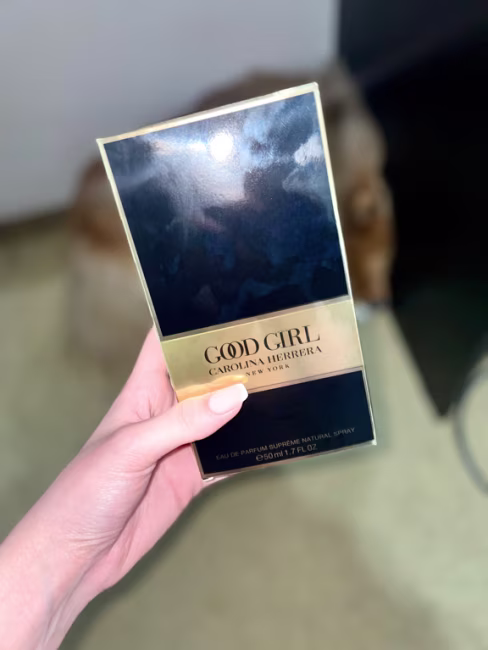 GOOD GIRL
CAROLINA HERRERA
NEW YORK
EAU DE PARFUM SUPRÊME NATURAL SPRAY
℮50ml 1.7 FL OZ